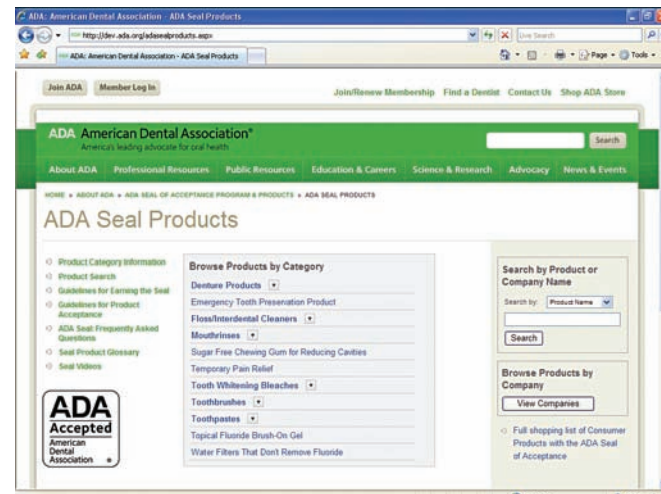 ADA: American Dental Association - ADA Seal Products
http://dev.ada.org/adasealproducts.aspx
Live Search
ADA: American Dental Association - ADA Seal Products
Page
Tools
Join ADA
Member Log In
Join/Renew Membership
Find a Dentist
Contact Us
Shop ADA Store
ADA American Dental Association®
America's leading advocate for oral health
Search
About ADA
Professional Resources
Public Resources
Education & Careers
Science & Research
Advocacy
News & Events
HOME
ABOUT ADA
ADA SEAL OF ACCEPTANCE PROGRAM & PRODUCTS
ADA SEAL PRODUCTS
ADA Seal Products
Product Category Information
Product Search
Guidelines for Earning the Seal
Guidelines for Product
Acceptance
ADA Seal Frequently Asked
Questions
Seal Product Glossary
Seal Videos
ADA
Accepted
American
Dental
Association ®
Browse Products by Category
Denture Products
Emergency Tooth Preservation Product
Floss/Interdental Cleaners
Mouthrinses
Sugar Free Chewing Gum for Reducing Cavities
Temporary Pain Relief
Tooth Whitening Bleaches
Toothbrushes
Toothpastes
Topical Fluoride Brush-On Gel
Water Filters That Don't Remove Fluoride
Search by Product or
Company Name
Search by:
Product Name
Search
Browse Products by
Company
View Companies
Full shopping list of Consumer
Products with the ADA Seal
of Acceptance